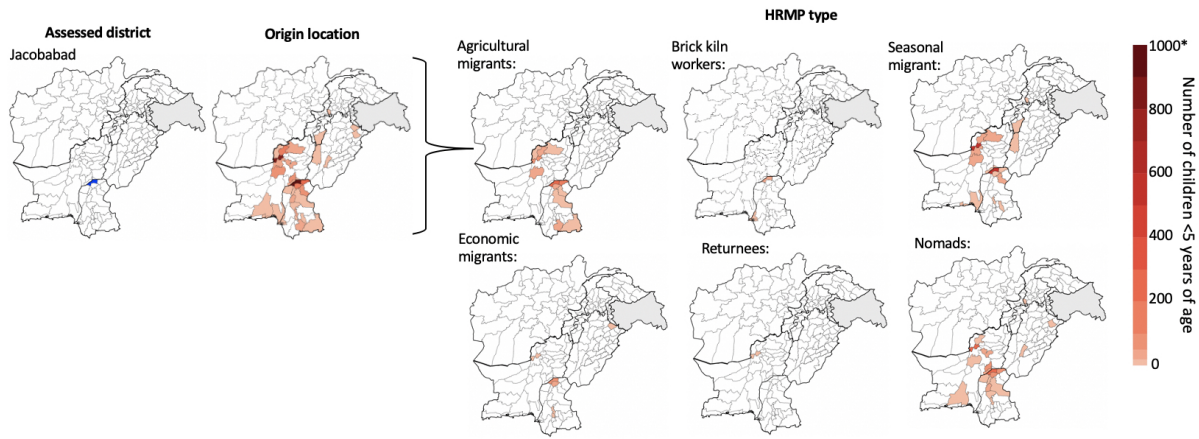 HRMP type
Assessed district
Origin location
Jacobabad
Agricultural
migrants:
Brick kiln
workers:
Seasonal
migrant:
Economic
migrants:
Returnees:
Nomads:
1000*
800
600
400
200
0
Number of children <5 years of age